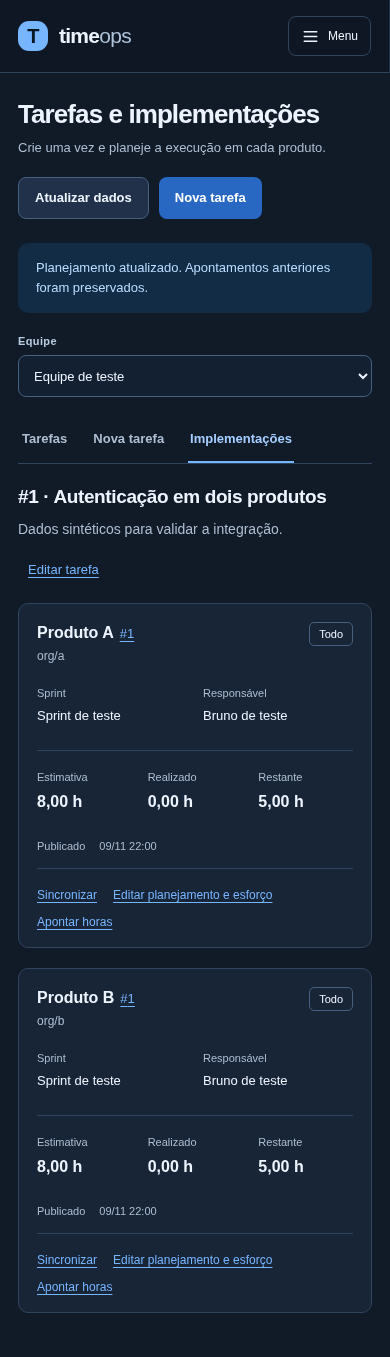 T timeops
Menu
Tarefas e implementações
Crie uma vez e planeje a execução em cada produto.
Atualizar dados
Nova tarefa
Planejamento atualizado. Apontamentos anteriores
foram preservados.
Equipe
Equipe de teste
Tarefas
Nova tarefa
Implementações
#1 · Autenticação em dois produtos
Dados sintéticos para validar a integração.
Editar tarefa
Produto A #1
Todo
org/a
Sprint
Responsável
Sprint de teste
Bruno de teste
Estimativa
Realizado
Restante
8,00 h
0,00 h
5,00 h
Publicado
09/11 22:00
Sincronizar
Editar planejamento e esforço
Apontar horas
Produto B #1
Todo
org/b
Sprint
Responsável
Sprint de teste
Bruno de teste
Estimativa
Realizado
Restante
8,00 h
0,00 h
5,00 h
Publicado
09/11 22:00
Sincronizar
Editar planejamento e esforço
Apontar horas